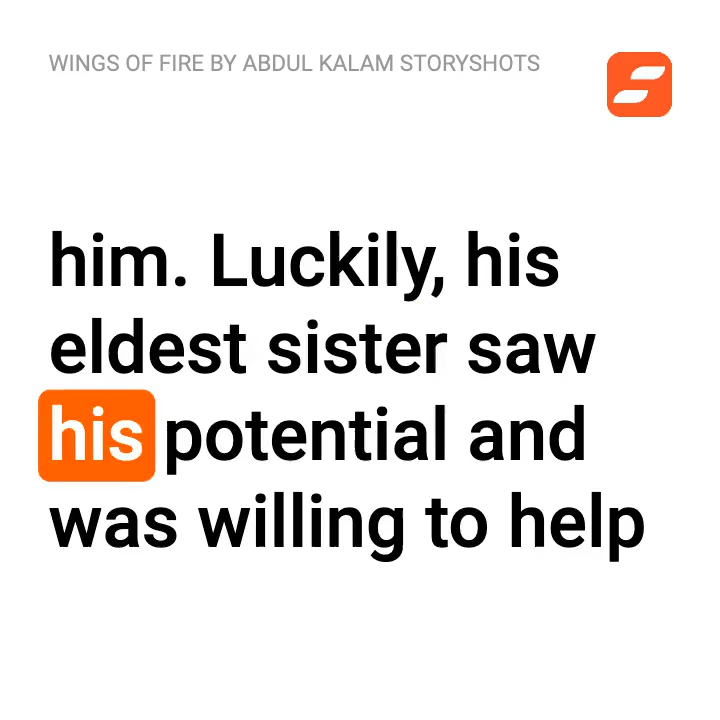 WINGS OF FIRE BY ABDUL KALAM STORYSHOTS
him. Luckily, his
eldest sister saw
his potential and
was willing to help